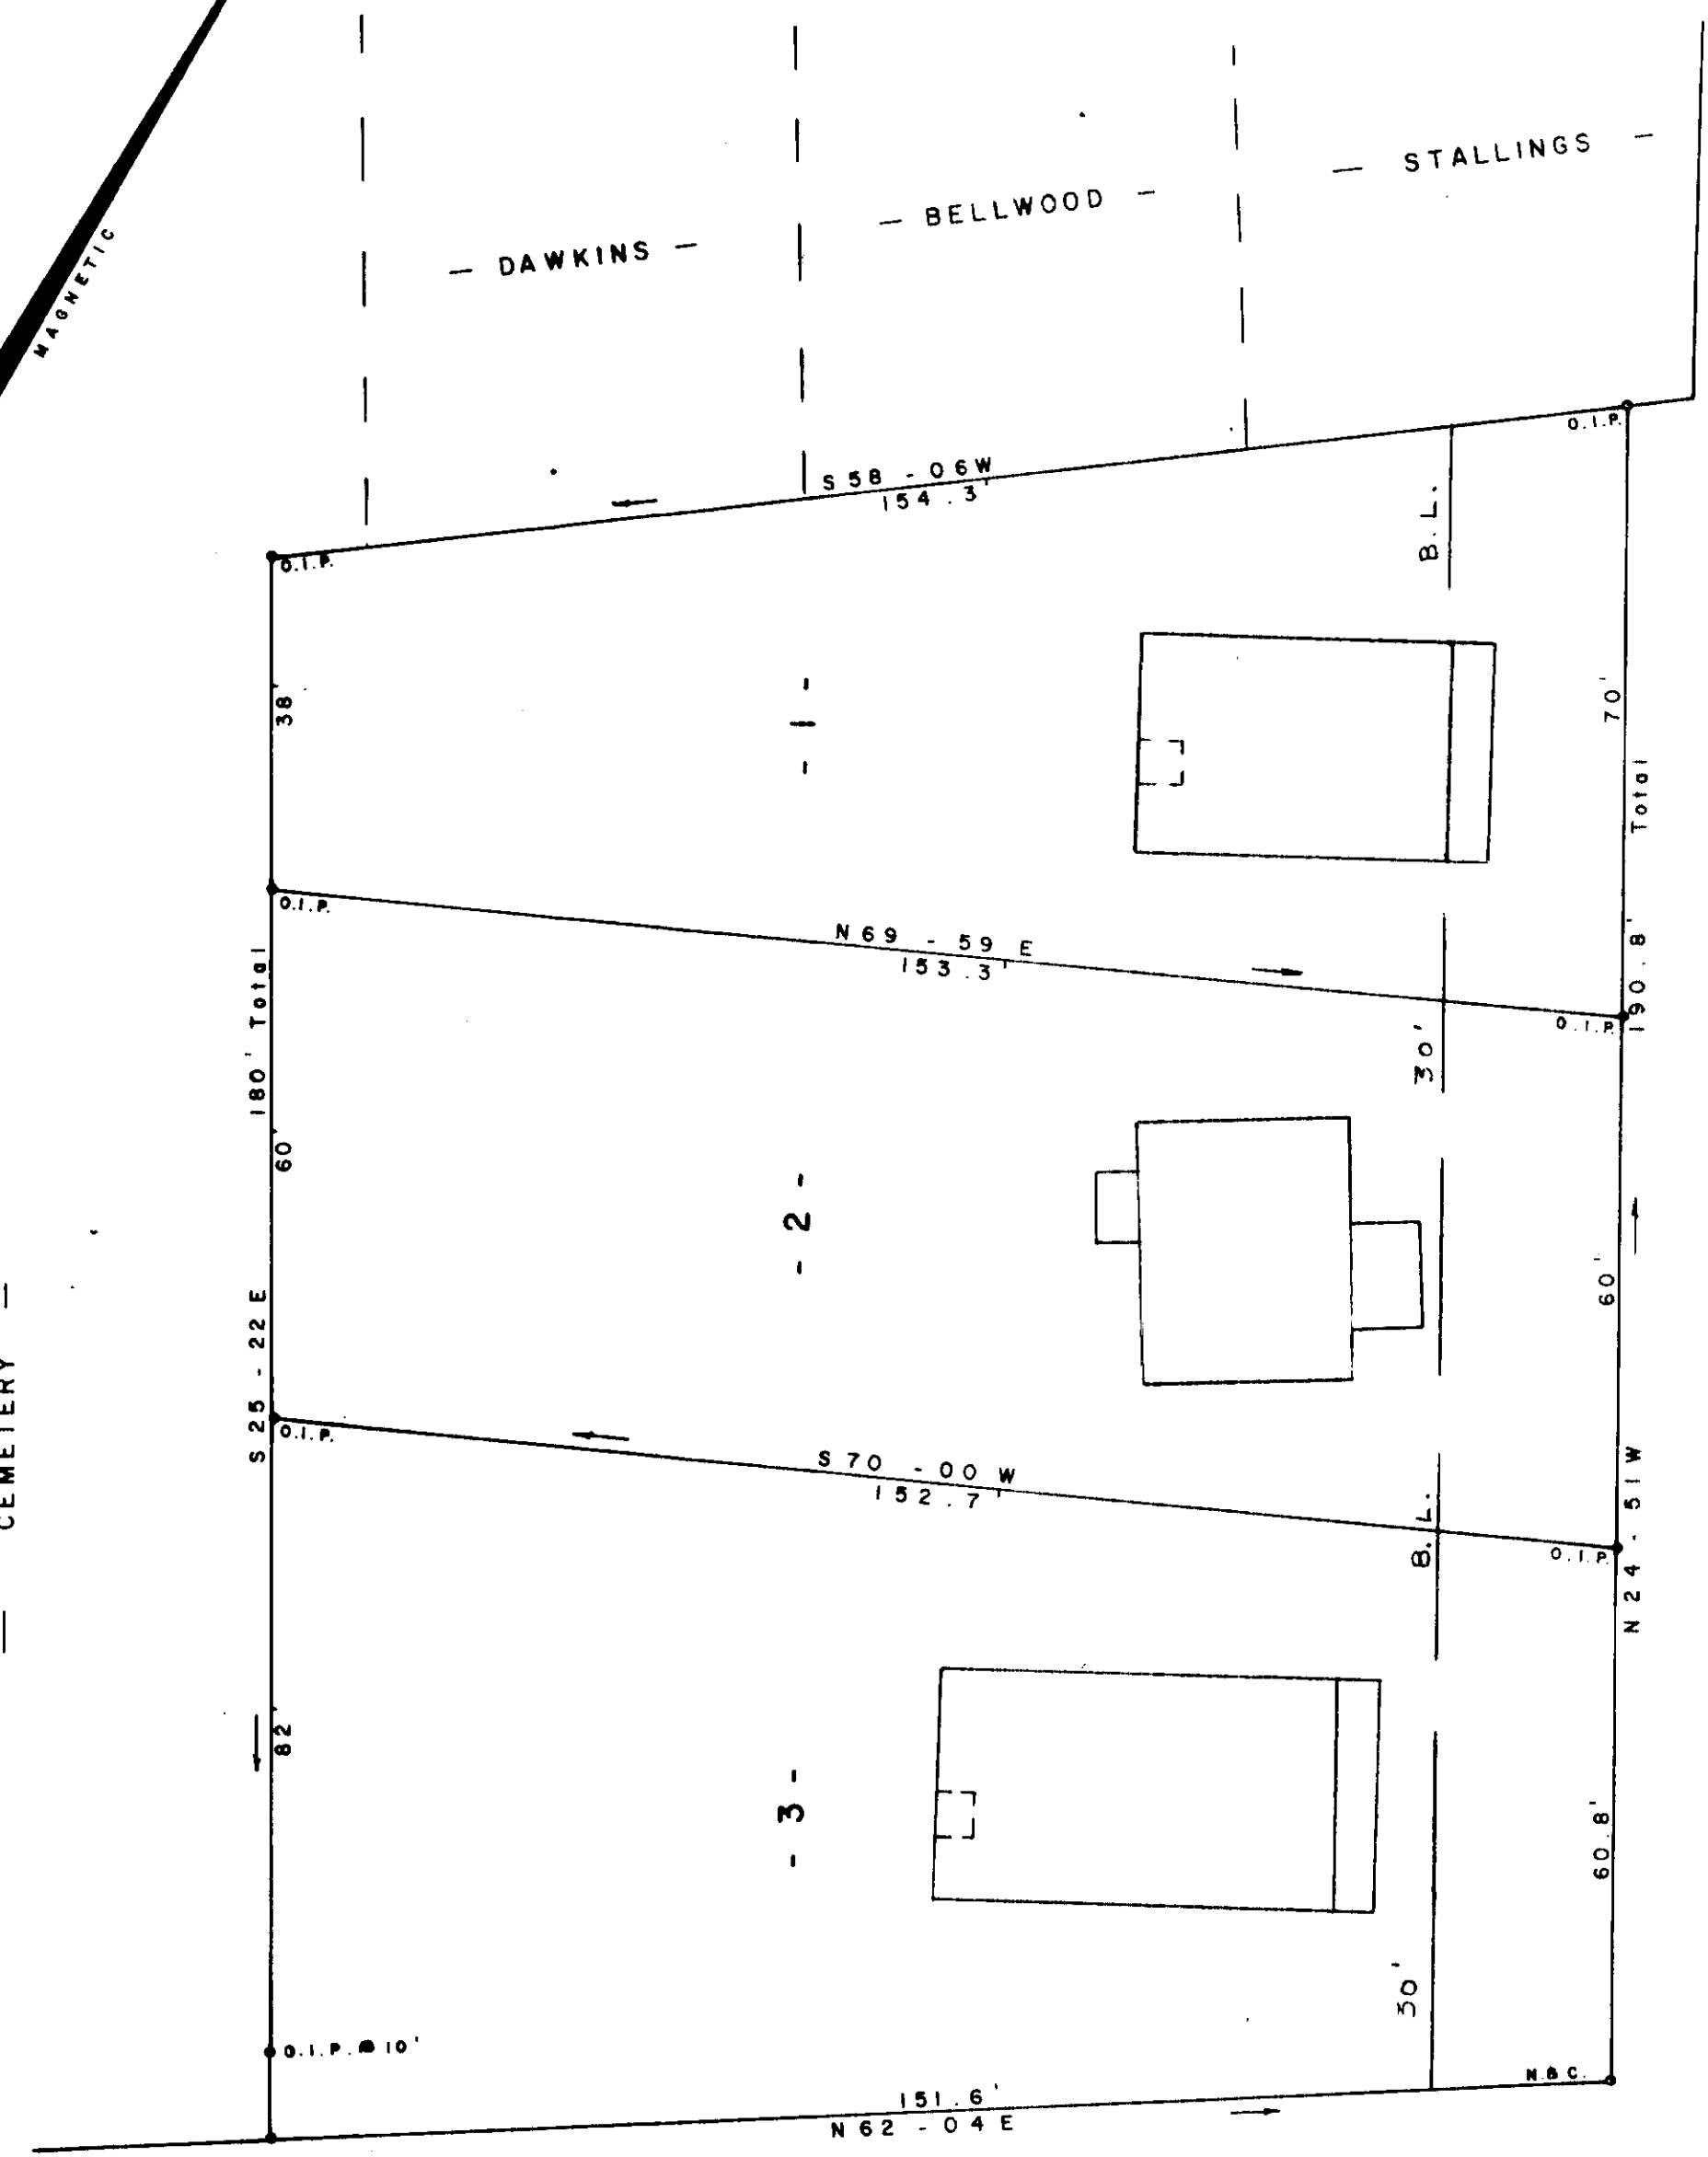 MAGNETIC
— DAWKINS —
— BELLWOOD —
— STALLINGS —
S 58 - 06 W
154.3'
O.I.P.
O.I.P.
B.L.
38'
- 1 -
70'
Total
190.8'
O.I.P.
N 69 - 59 E
153.3'
O.I.P.
30'
180' Total
60'
S 25 - 22 E
- 2 -
60'
— CEMETERY —
O.I.P.
S 70 - 00 W
152.7'
B.L.
O.I.P.
N 24 - 51 W
82'
- 3 -
60.8'
30'
O.I.P. @ 10'
151.6'
N 62 - 04 E
N.B.C.